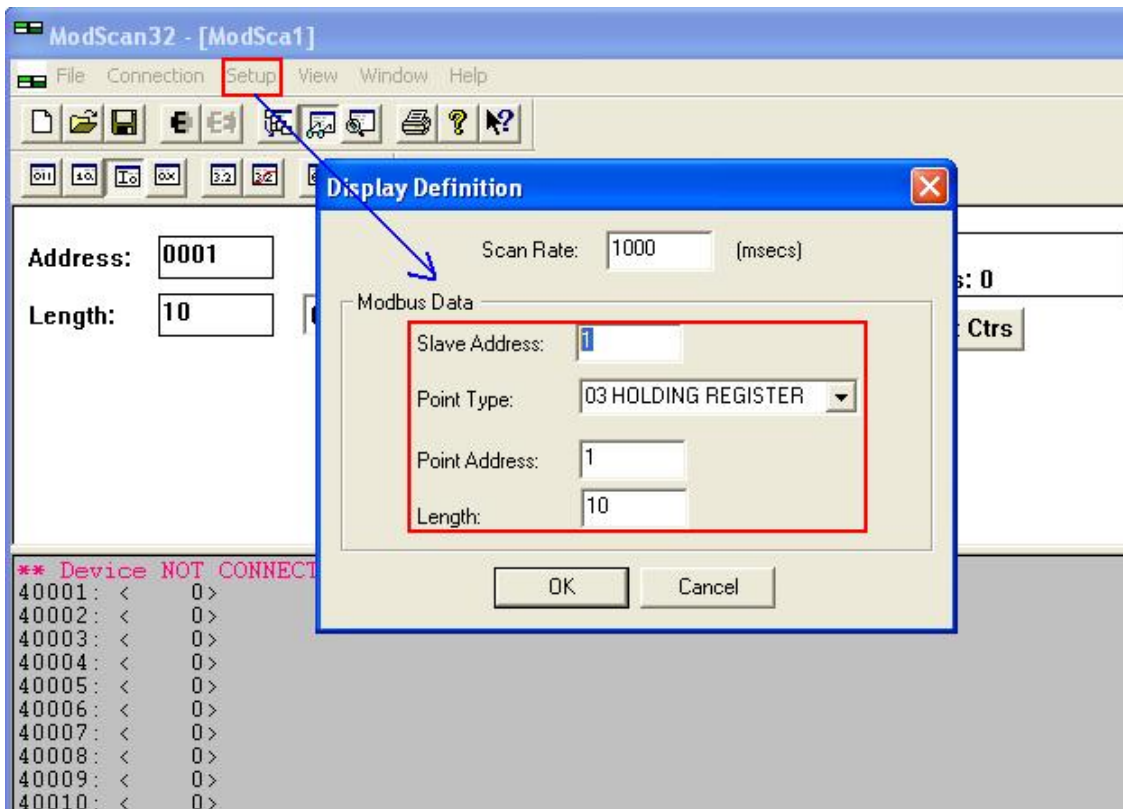 ModScan32 - [ModSca1]
File Connection Setup View Window Help
Display Definition
Scan Rate: 1000 (msecs)
Address: 0001
Length: 10
s: 0
Ctrs
Modbus Data
Slave Address: 1
Point Type: 03 HOLDING REGISTER
Point Address: 1
Length: 10
OK Cancel
** Device NOT CONNECT
40001: < 0>
40002: < 0>
40003: < 0>
40004: < 0>
40005: < 0>
40006: < 0>
40007: < 0>
40008: < 0>
40009: < 0>
40010: < 0>